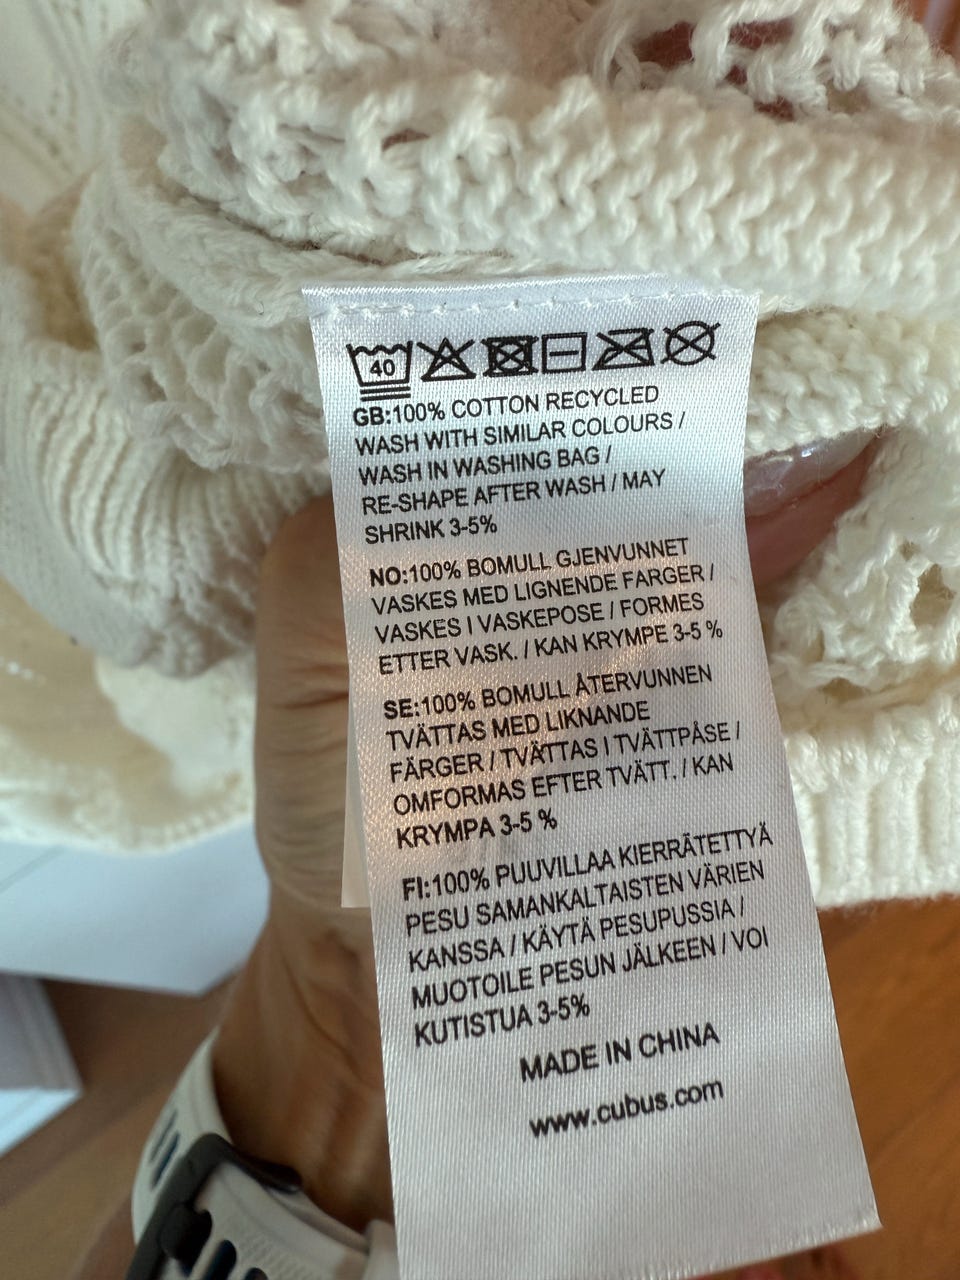 40
GB:100% COTTON RECYCLED
WASH WITH SIMILAR COLOURS /
WASH IN WASHING BAG /
RE-SHAPE AFTER WASH / MAY
SHRINK 3-5%
NO:100% BOMULL GJENVUNNET
VASKES MED LIGNENDE FARGER /
VASKES I VASKEPOSE / FORMES
ETTER VASK. / KAN KRYMPE 3-5 %
SE:100% BOMULL ÅTERVUNNEN
TVÄTTAS MED LIKNANDE
FÄRGER / TVÄTTAS I TVÄTTPÅSE /
OMFORMAS EFTER TVÄTT. / KAN
KRYMPA 3-5 %
FI:100% PUUVILLAA KIERRÄTETTYÄ
PESU SAMANKALTAISTEN VÄRIEN
KANSSA / KÄYTÄ PESUPUSSIA /
MUOTOILE PESUN JÄLKEEN / VOI
KUTISTUA 3-5%
MADE IN CHINA
www.cubus.com